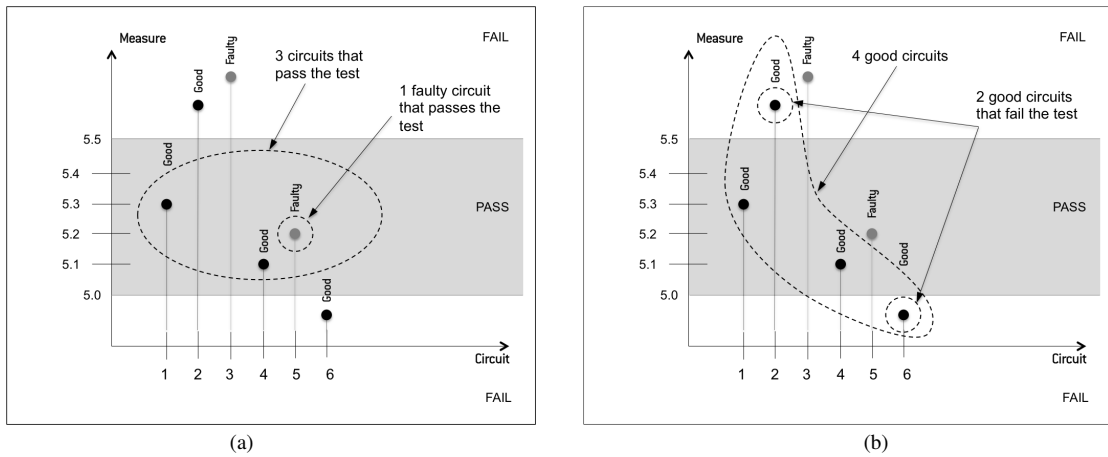 Measure
FAIL
3 circuits that
pass the test
1 faulty circuit
that passes the
test
Faulty
Good
5.5
Good
5.4
5.3
Faulty
PASS
5.2
Good
5.1
5.0
Good
Circuit
1 2 3 4 5 6
FAIL
(a)
Measure
FAIL
4 good circuits
Faulty
Good
2 good circuits
that fail the test
5.5
5.4
Good
5.3
Faulty
PASS
5.2
Good
Good
5.1
5.0
Circuit
1 2 3 4 5 6
FAIL
(b)